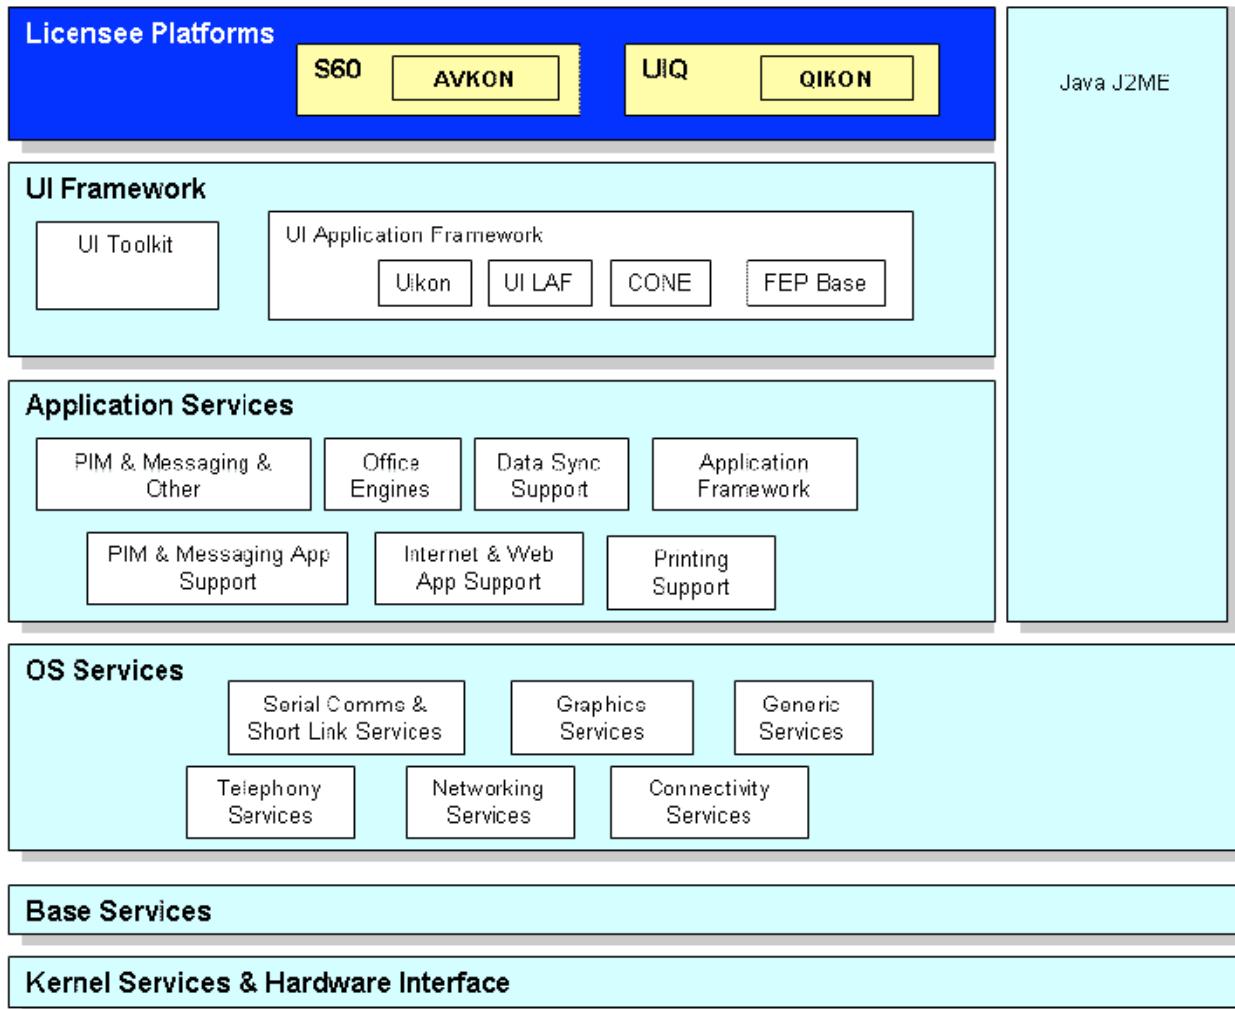 Licensee Platforms
S60
AVKON
UIQ
QIKON
Java J2ME
UI Framework
UI Toolkit
UI Application Framework
Uikon
UI LAF
CONE
FEP Base
Application Services
PIM & Messaging &
Other
Office
Engines
Data Sync
Support
Application
Framework
PIM & Messaging App
Support
Internet & Web
App Support
Printing
Support
OS Services
Serial Comms &
Short Link Services
Graphics
Services
Generic
Services
Telephony
Services
Networking
Services
Connectivity
Services
Base Services
Kernel Services & Hardware Interface